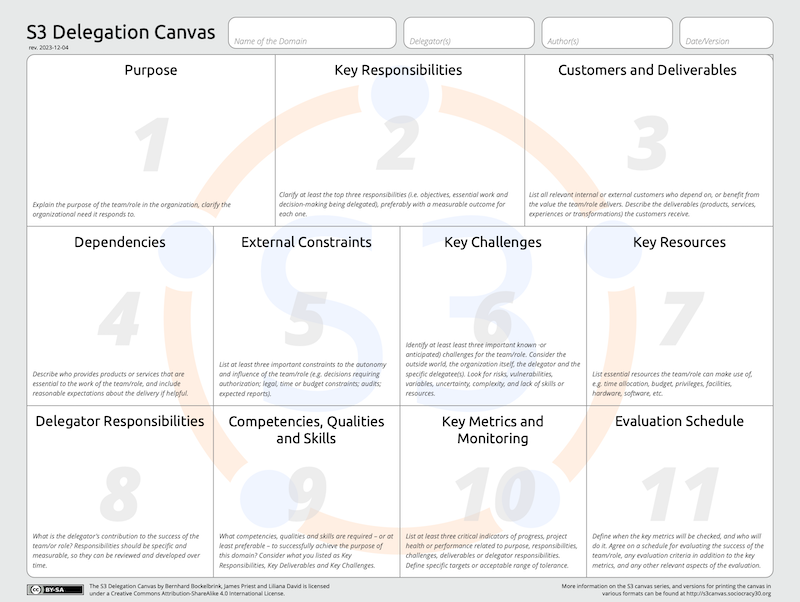 S3 Delegation Canvas
rev. 2023-12-04
Name of the Domain
Delegator(s)
Author(s)
Date/Version
Purpose
1
Explain the purpose of the team/role in the organization, clarify the
organizational need it responds to.
Key Responsibilities
2
Clarify at least the top three responsibilities (i.e. objectives, essential work and
decision-making being delegated), preferably with a measurable outcome for
each one.
Customers and Deliverables
3
List all relevant internal or external customers who depend on, or benefit from
the value the team/role delivers. Describe the deliverables (products, services,
experiences or transformations) the customers receive.
Dependencies
4
Describe who provides products or services that are
essential to the work of the team/role, and include
reasonable expectations about the delivery if helpful.
External Constraints
5
List at least three important constraints to the autonomy
and influence of the team/role (e.g. decisions requiring
authorization; legal, time or budget constraints; audits;
expected reports).
Key Challenges
6
Identify at least least three important known -or
anticipated) challenges for the team/role. Consider the
outside world, the organization itself, the delegator and the
specific delegatee(s). Look for risks, vulnerabilities,
variables, uncertainty, complexity, and lack of skills or
resources.
Key Resources
7
List essential resources the team/role can make use of,
e.g. time allocation, budget, privileges, facilities,
hardware, software, etc.
S3
Delegator Responsibilities
8
What is the delegator's contribution to the success of the
team/or role? Responsibilities should be specific and
measurable, so they can be reviewed and developed over
time.
Competencies, Qualities
and Skills
9
What competencies, qualities and skills are required – or at
least preferable – to successfully achieve the purpose of
this domain? Consider what you listed as Key
Responsibilities, Key Deliverables and Key Challenges.
Key Metrics and
Monitoring
10
List at least three critical indicators of progress, project
health or performance related to purpose, responsibilities,
challenges, deliverables or other domain elements.
Define specific targets or acceptable range of tolerance.
Evaluation Schedule
11
Define when the key metrics will be checked, and who will
do it. Agree on a schedule for evaluating the success of the
team/role, any evaluation criteria in addition to the key
metrics, and any other relevant aspects of the evaluation.
cc BY-SA
The S3 Delegation Canvas by Bernhard Bockelbrink, James Priest and Liliana David is licensed
under a Creative Commons Attribution-ShareAlike 4.0 International License.
More information on the S3 canvas series, and versions for printing the canvas in
various formats can be found at http://s3canvas.sociocracy30.org